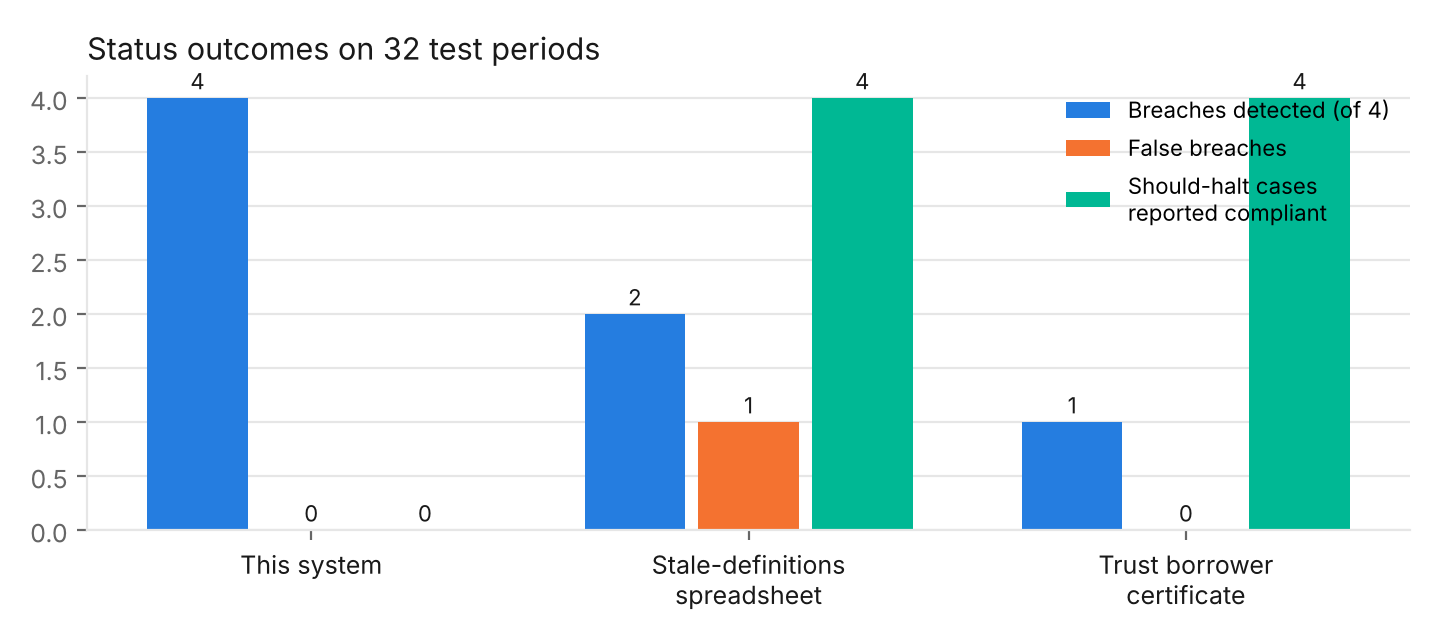 Status outcomes on 32 test periods
4
4
4
4.0
3.5
3.0
2.5
2.0
1.5
1.0
0.5
0.0
Breaches detected (of 4)
False breaches
Should-halt cases
reported compliant
2
1
1
0
0
0
This system
Stale-definitions
spreadsheet
Trust borrower
certificate